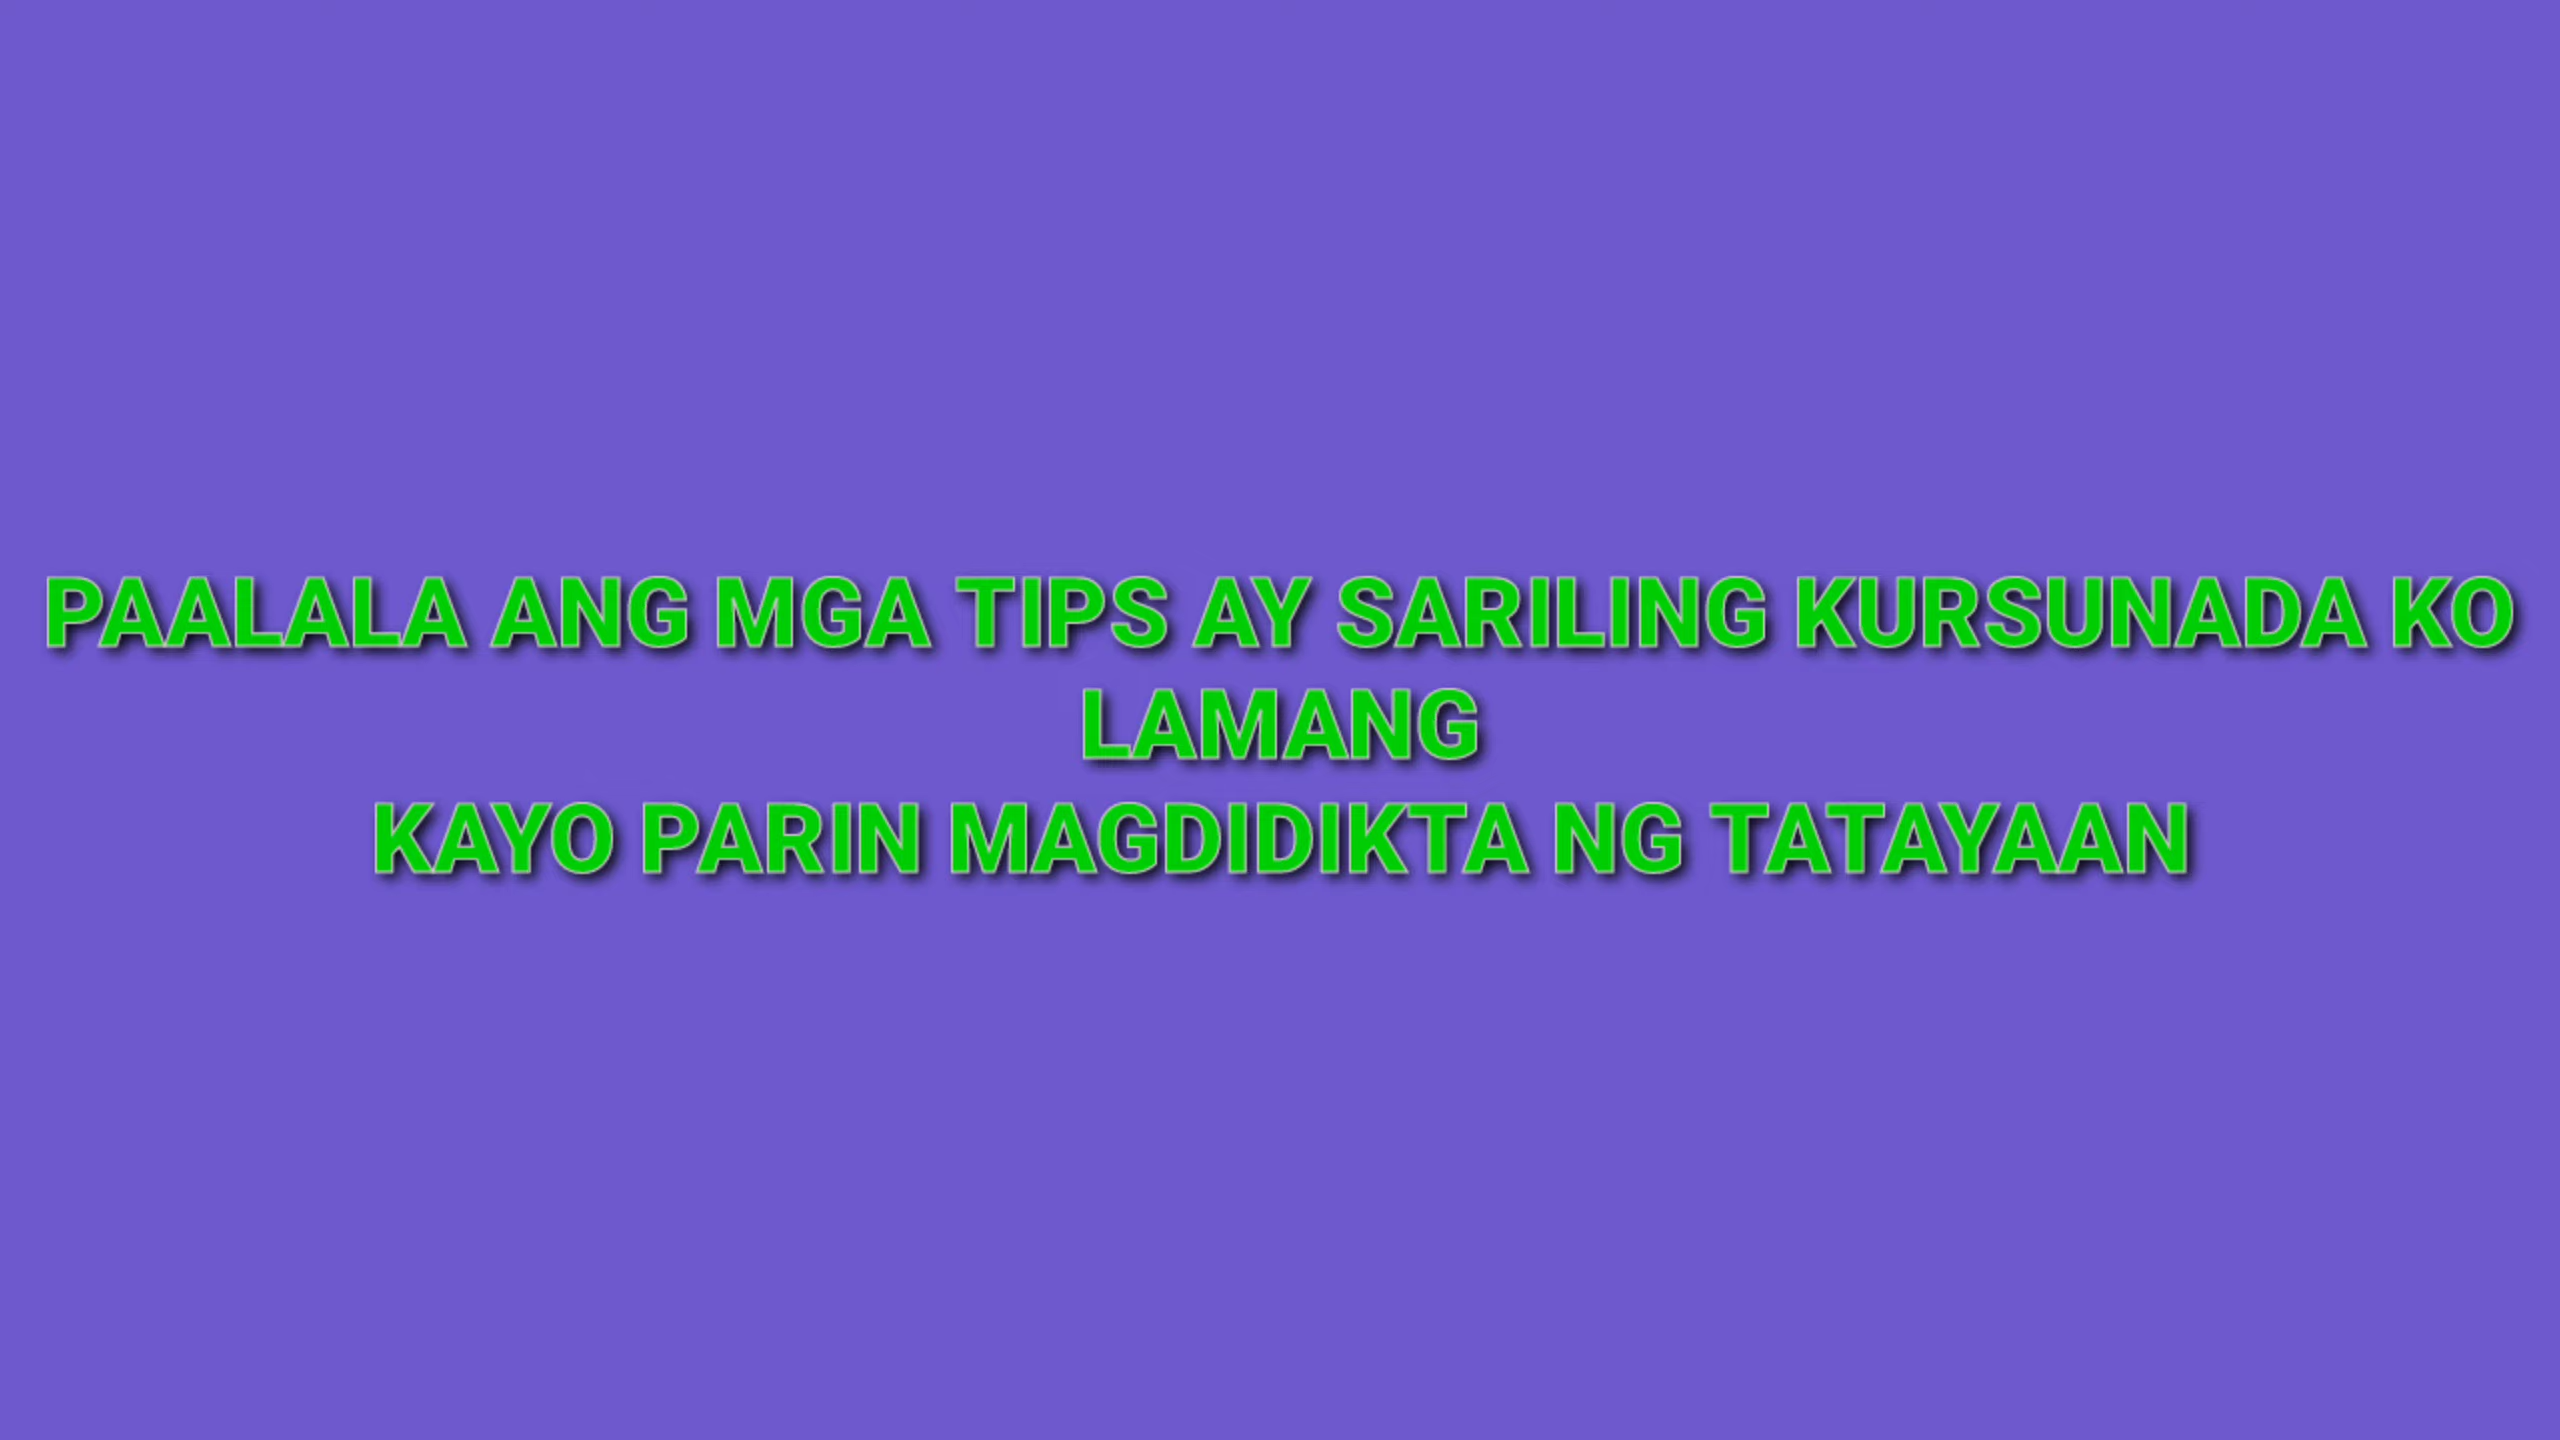 PAALALA ANG MGA TIPS AY SARILING KURSUNADA KO
LAMANG
KAYO PARIN MAGDIDIKTA NG TATAYAAN